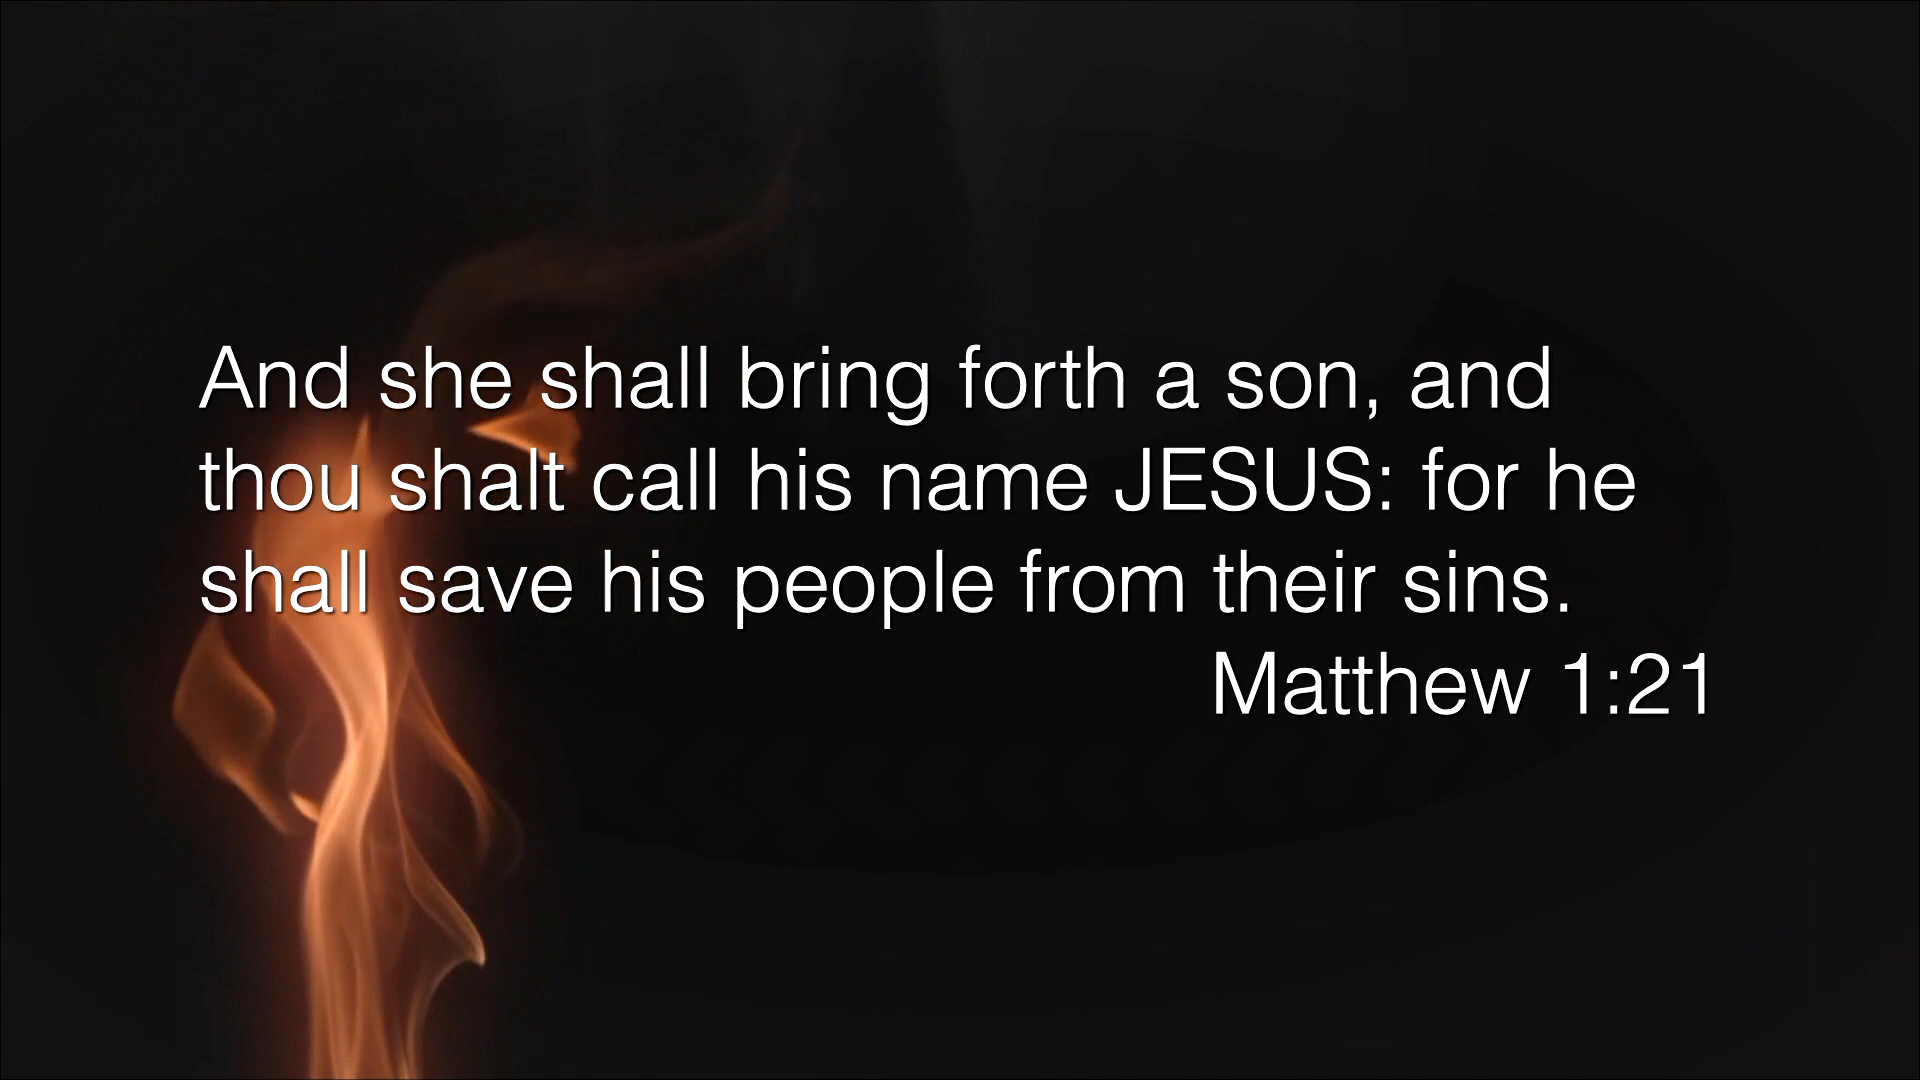 And she shall bring forth a son, and
thou shalt call his name JESUS: for he
shall save his people from their sins.
Matthew 1:21